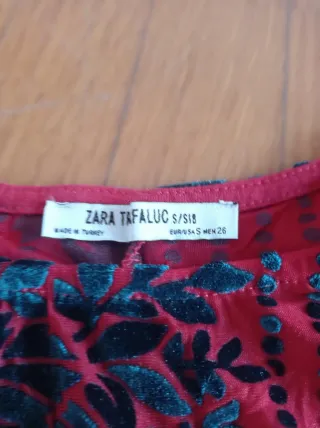 ZARA TRAFALUC S/S18
MADE IN TURKEY EUR/USA S MEX 26